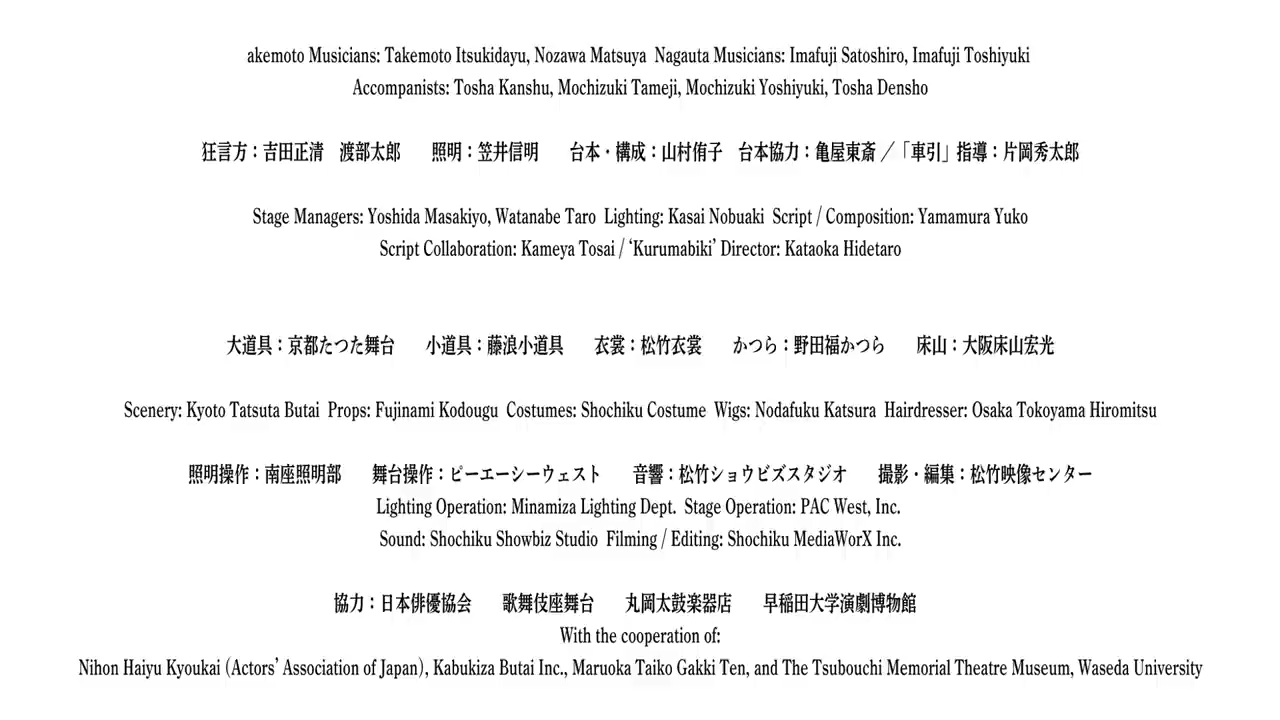 akemoto Musicians: Takemoto Itsukidayu, Nozawa Matsuya Nagauta Musicians: Imafuji Satoshiro, Imafuji Toshiyuki
Accompanists: Tosha Kanshu, Mochizuki Tameji, Mochizuki Yoshiyuki, Tosha Densho
狂言方：吉田正清　渡部太郎　　照明：笠井信明　　台本・構成：山村侑子　台本協力：亀屋東斎 ／「車引」指導：片岡秀太郎
Stage Managers: Yoshida Masakiyo, Watanabe Taro Lighting: Kasai Nobuaki Script / Composition: Yamamura Yuko
Script Collaboration: Kameya Tosai / ‘Kurumabiki’ Director: Kataoka Hidetaro
大道具：京都たつた舞台　　小道具：藤浪小道具　　衣裳：松竹衣裳　　かつら：野田福かつら　　床山：大阪床山宏光
Scenery: Kyoto Tatsuta Butai Props: Fujinami Kodougu Costumes: Shochiku Costume Wigs: Nodafuku Katsura Hairdresser: Osaka Tokoyama Hiromitsu
照明操作：南座照明部　　舞台操作：ピーエーシーウェスト　　音響：松竹ショウビズスタジオ　　撮影・編集：松竹映像センター
Lighting Operation: Minamiza Lighting Dept. Stage Operation: PAC West, Inc.
Sound: Shochiku Showbiz Studio Filming / Editing: Shochiku MediaWorX Inc.
協力：日本俳優協会　　歌舞伎座舞台　　丸岡太鼓楽器店　　早稲田大学演劇博物館
With the cooperation of:
Nihon Haiyu Kyoukai (Actors’ Association of Japan), Kabukiza Butai Inc., Maruoka Taiko Gakki Ten, and The Tsubouchi Memorial Theatre Museum, Waseda University